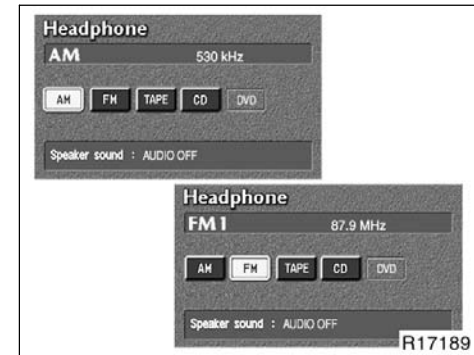 Headphone
AM 530 kHz
AM FM TAPE CD DVD
Speaker sound : AUDIO OFF
Headphone
FM1 87.9 MHz
AM FM TAPE CD DVD
Speaker sound : AUDIO OFF
R17189